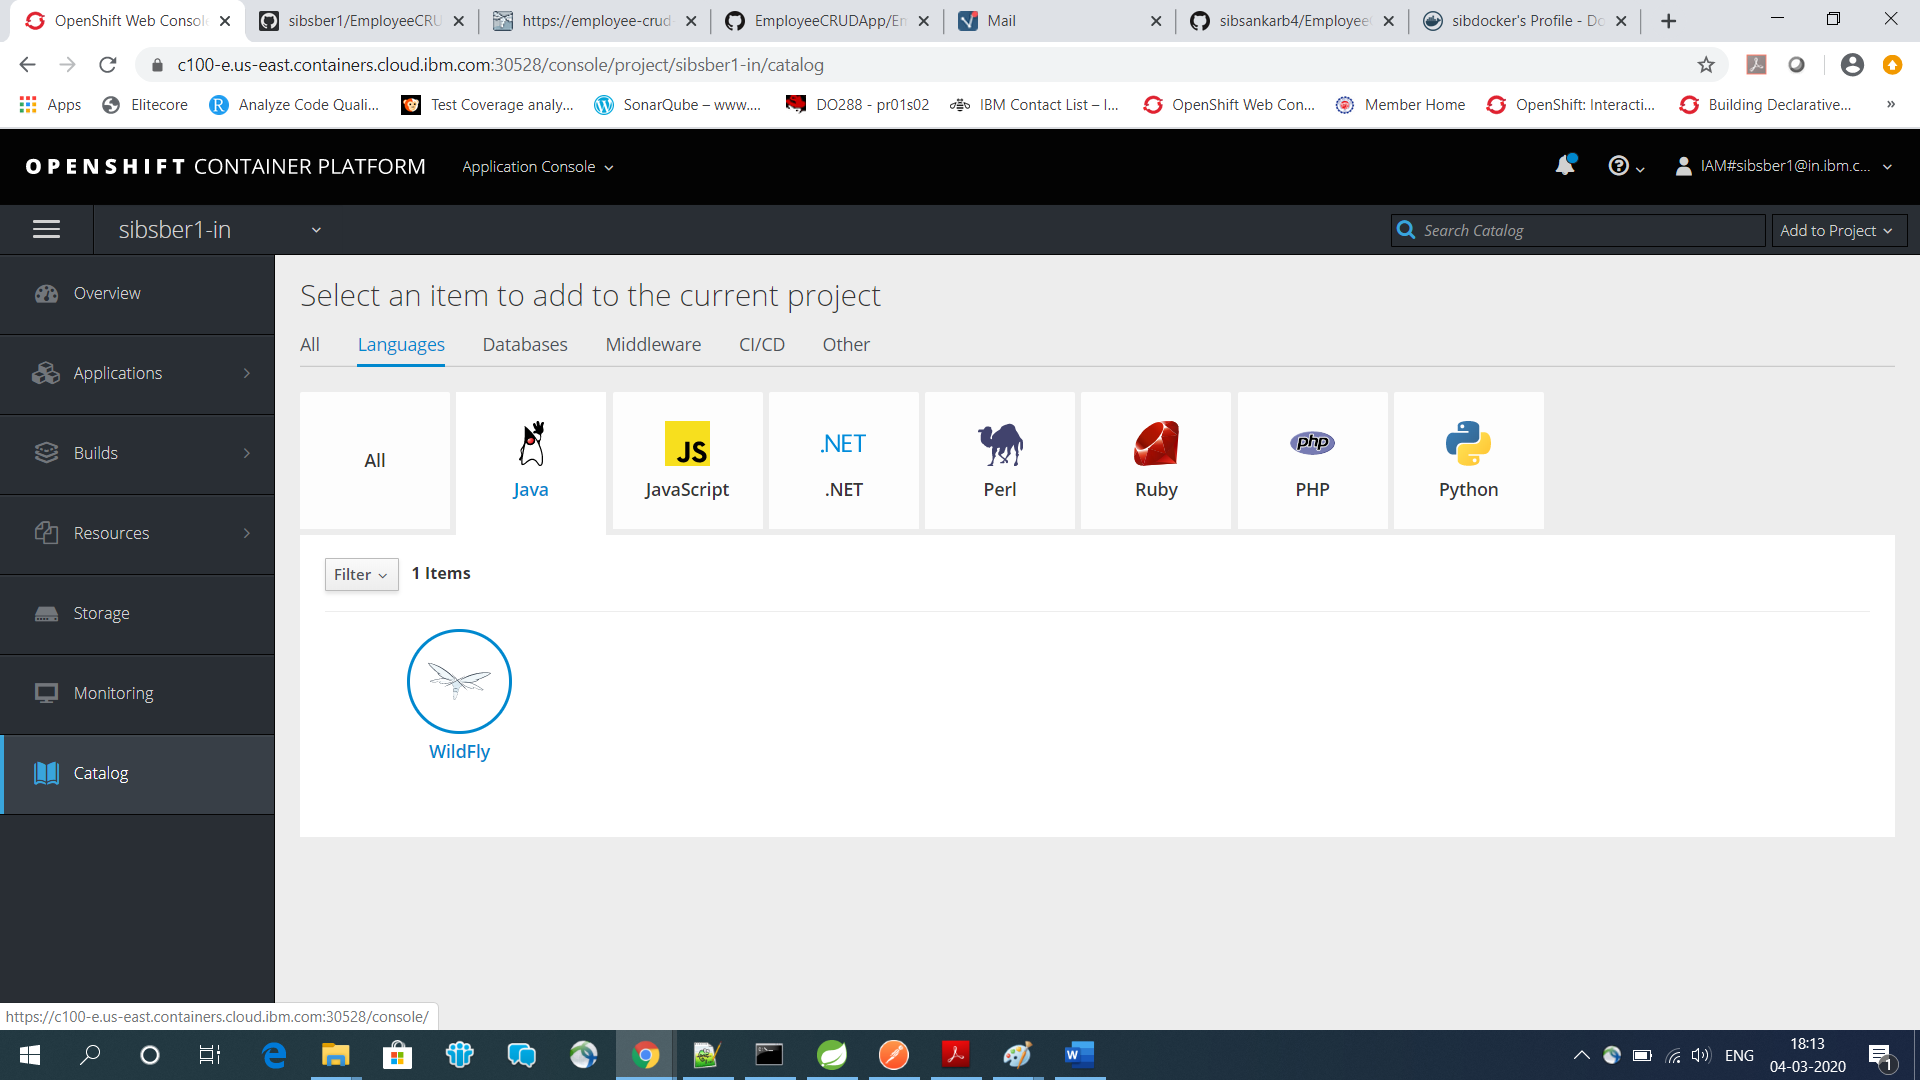 OpenShift Web Consol
sibsber1/EmployeeCRU
https://employee-crud-
EmployeeCRUDApp/Em
Mail
sibsankarb4/Employee
sibdocker's Profile - Do
c100-e.us-east.containers.cloud.ibm.com:30528/console/project/sibsber1-in/catalog
Apps
Elitecore
Analyze Code Quali...
Test Coverage analy...
SonarQube – www....
DO288 - pr01s02
IBM Contact List – I...
OpenShift Web Con...
Member Home
OpenShift: Interacti...
Building Declarative...
»
OPENSHIFT CONTAINER PLATFORM
Application Console
IAM#sibsber1@in.ibm.c...
sibsber1-in
Search Catalog
Add to Project
Overview
Applications
Builds
Resources
Storage
Monitoring
Catalog
Select an item to add to the current project
All
Languages
Databases
Middleware
CI/CD
Other
All
Java
JS
JavaScript
.NET
.NET
Perl
Ruby
php
PHP
Python
Filter
1 Items
WildFly
https://c100-e.us-east.containers.cloud.ibm.com:30528/console/
ENG
18:13
04-03-2020
1